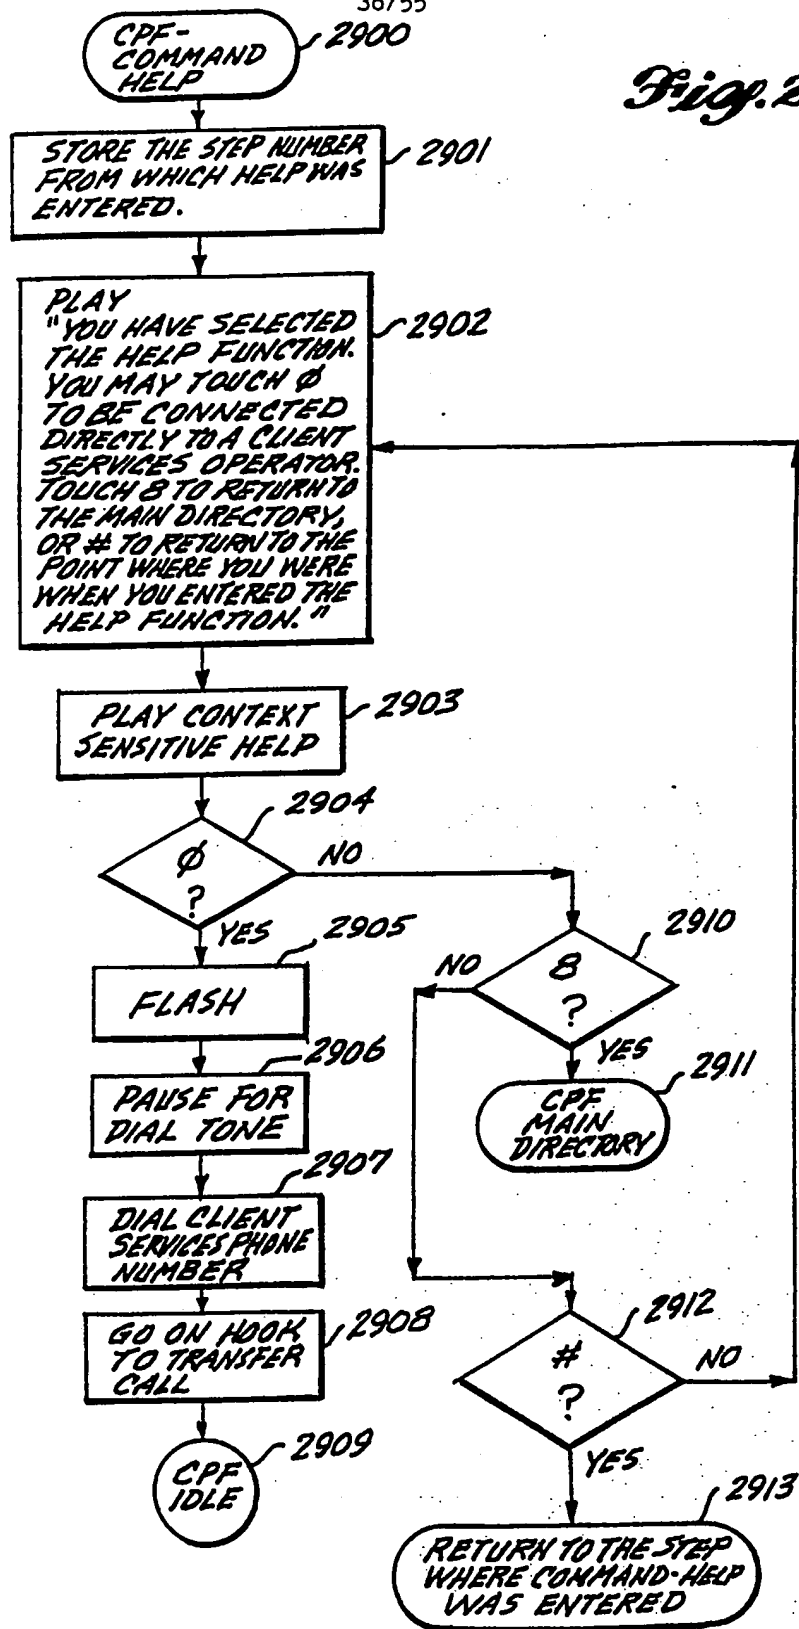 36/55
Fig. 2
CPF-
COMMAND
HELP
2900
STORE THE STEP NUMBER
FROM WHICH HELP WAS
ENTERED.
2901
PLAY
"YOU HAVE SELECTED
THE HELP FUNCTION.
YOU MAY TOUCH Ø
TO BE CONNECTED
DIRECTLY TO A CLIENT
SERVICES OPERATOR.
TOUCH 8 TO RETURN TO
THE MAIN DIRECTORY,
OR # TO RETURN TO THE
POINT WHERE YOU WERE
WHEN YOU ENTERED THE
HELP FUNCTION."
2902
PLAY CONTEXT
SENSITIVE HELP
2903
2904
Ø
?
NO
YES
2905
FLASH
2906
PAUSE FOR
DIAL TONE
2907
DIAL CLIENT
SERVICES PHONE
NUMBER
GO ON HOOK
TO TRANSFER
CALL
2908
CPF
IDLE
2909
2910
8
?
NO
YES
2911
CPF
MAIN
DIRECTORY
2912
#
?
NO
YES
2913
RETURN TO THE STEP
WHERE COMMAND-HELP
WAS ENTERED